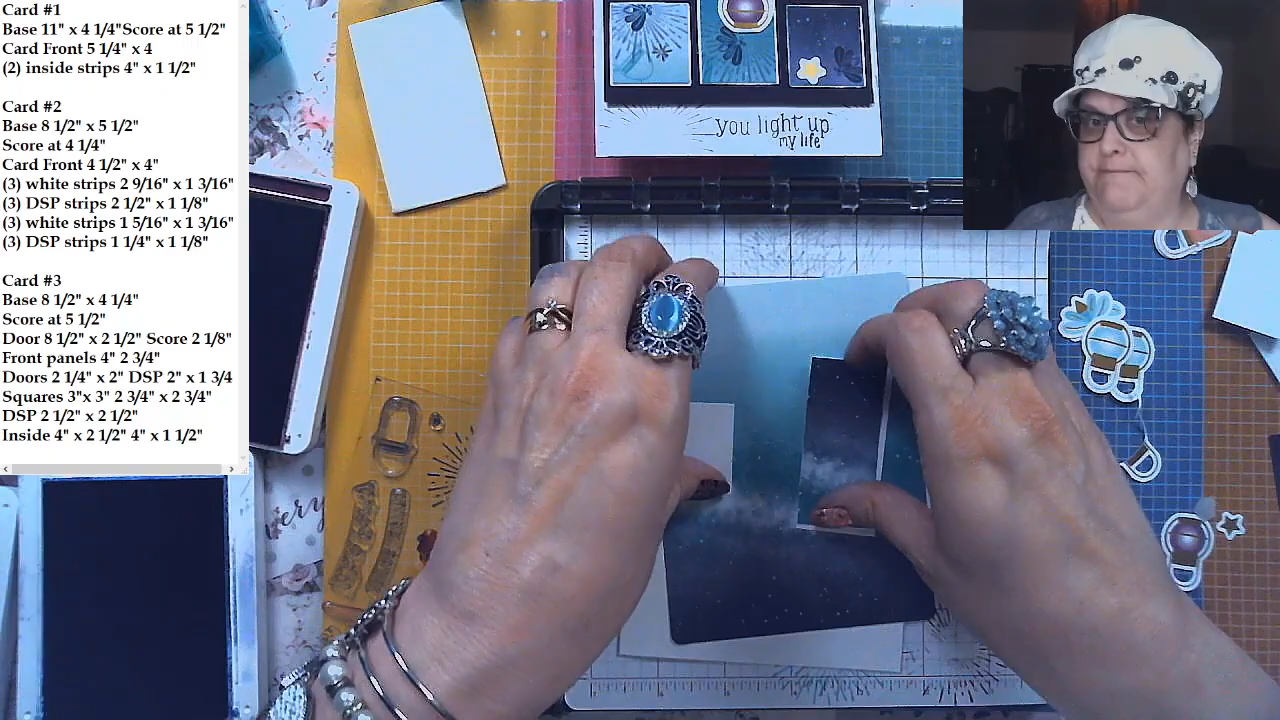 Card #1
Base 11" x 4 1/4"Score at 5 1/2"
Card Front 5 1/4" x 4
(2) inside strips 4" x 1 1/2"
Card #2
Base 8 1/2" x 5 1/2"
Score at 4 1/4"
Card Front 4 1/2" x 4"
(3) white strips 2 9/16" x 1 3/16"
(3) DSP strips 2 1/2" x 1 1/8"
(3) white strips 1 5/16" x 1 3/16"
(3) DSP strips 1 1/4" x 1 1/8"
Card #3
Base 8 1/2" x 4 1/4"
Score at 5 1/2"
Door 8 1/2" x 2 1/2" Score 2 1/8"
Front panels 4" 2 3/4"
Doors 2 1/4" x 2" DSP 2" x 1 3/4
Squares 3"x 3" 2 3/4" x 2 3/4"
DSP 2 1/2" x 2 1/2"
Inside 4" x 2 1/2" 4" x 1 1/2"
you light up
my life
very